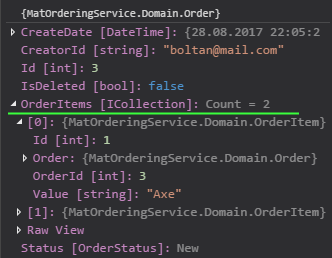 {MatOrderingService.Domain.Order}
CreateDate [DateTime]: {28.08.2017 22:05:2
CreatorId [string]: "boltan@mail.com"
Id [int]: 3
IsDeleted [bool]: false
OrderItems [ICollection]: Count = 2
[0]: {MatOrderingService.Domain.OrderItem}
Id [int]: 1
Order: {MatOrderingService.Domain.Order}
OrderId [int]: 3
Value [string]: "Axe"
[1]: {MatOrderingService.Domain.OrderItem}
Raw View
Status [OrderStatus]: New